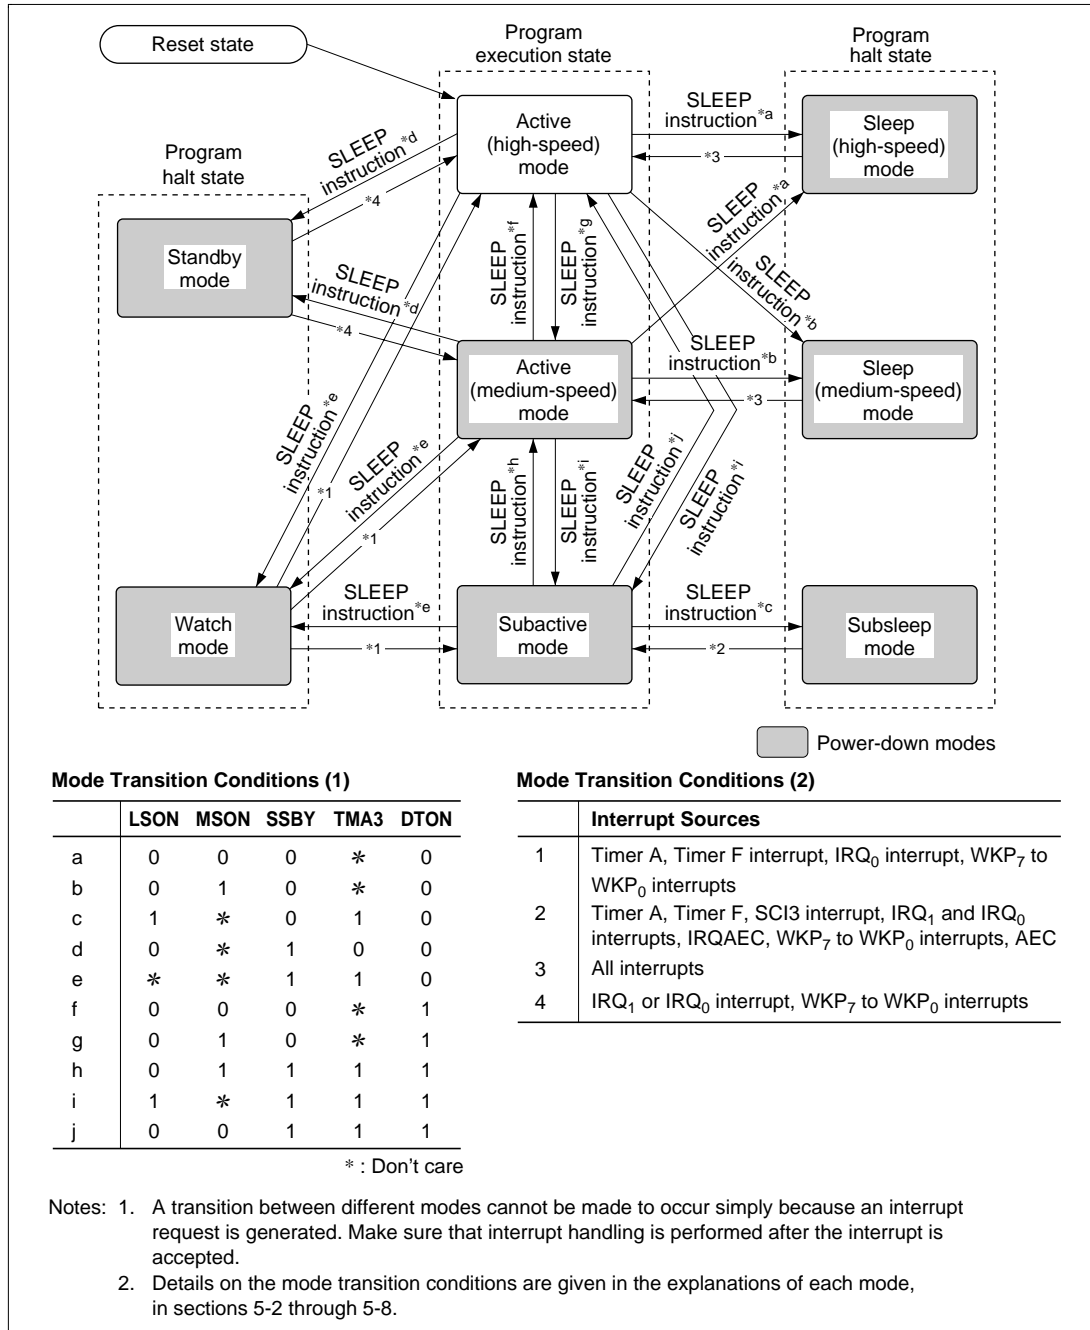 Reset state
Program
execution state
Program
halt state
Program
halt state
Active
(high-speed)
mode
SLEEP
instruction*a
*3
Sleep
(high-speed)
mode
SLEEP
instruction*d
*4
Standby
mode
SLEEP
instruction*d
*4
SLEEP
instruction*f
SLEEP
instruction*g
SLEEP
instruction*a
SLEEP
instruction*b
Active
(medium-speed)
mode
SLEEP
instruction*b
*3
Sleep
(medium-speed)
mode
SLEEP
instruction*e
*1
SLEEP
instruction*e
*1
SLEEP
instruction*h
SLEEP
instruction*i
SLEEP
instruction*j
SLEEP
instruction*i
Watch
mode
SLEEP
instruction*e
*1
Subactive
mode
SLEEP
instruction*c
*2
Subsleep
mode
Power-down modes
Mode Transition Conditions (1)
LSON MSON SSBY TMA3 DTON
a 0 0 0 * 0
b 0 1 0 * 0
c 1 * 0 1 0
d 0 * 1 0 0
e * * 1 1 0
f 0 0 0 * 1
g 0 1 0 * 1
h 0 1 1 1 1
i 1 * 1 1 1
j 0 0 1 1 1
* : Don't care
Mode Transition Conditions (2)
Interrupt Sources
1 Timer A, Timer F interrupt, IRQ0 interrupt, WKP7 to
WKP0 interrupts
2 Timer A, Timer F, SCI3 interrupt, IRQ1 and IRQ0
interrupts, IRQAEC, WKP7 to WKP0 interrupts, AEC
3 All interrupts
4 IRQ1 or IRQ0 interrupt, WKP7 to WKP0 interrupts
Notes: 1. A transition between different modes cannot be made to occur simply because an interrupt
request is generated. Make sure that interrupt handling is performed after the interrupt is
accepted.
2. Details on the mode transition conditions are given in the explanations of each mode,
in sections 5-2 through 5-8.